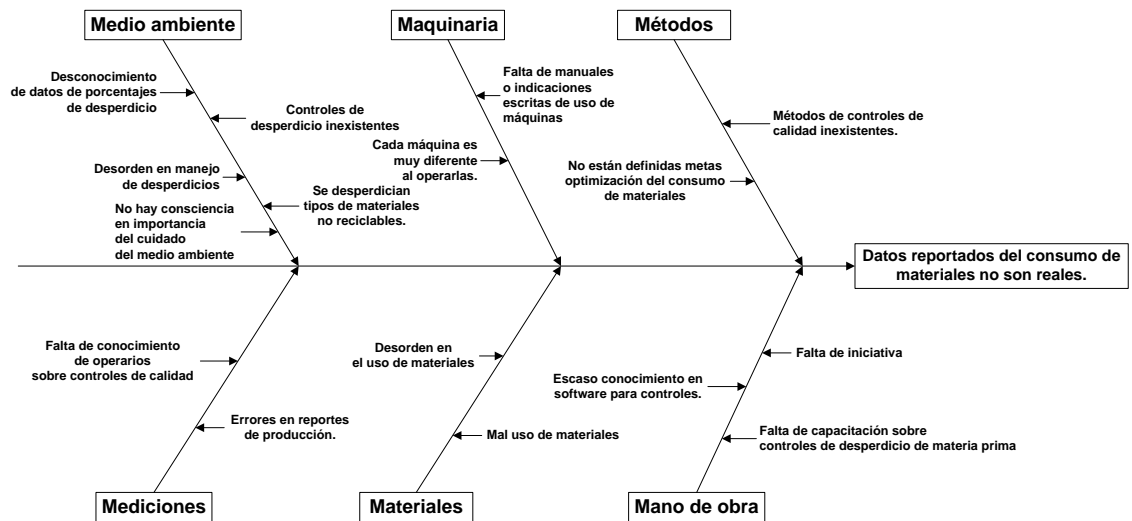 Medio ambiente
Maquinaria
Métodos
Desconocimiento
de datos de porcentajes
de desperdicio
Controles de
desperdicio inexistentes
Desorden en manejo
de desperdicios
Se desperdician
tipos de materiales
no reciclables.
No hay consciencia
en importancia
del cuidado
del medio ambiente
Falta de manuales
o indicaciones
escritas de uso de
máquinas
Cada máquina es
muy diferente
al operarlas.
Métodos de controles de
calidad inexistentes.
No están definidas metas
optimización del consumo
de materiales
Datos reportados del consumo de
materiales no son reales.
Falta de conocimiento
de operarios
sobre controles de calidad
Errores en reportes
de producción.
Desorden en
el uso de materiales
Mal uso de materiales
Falta de iniciativa
Escaso conocimiento en
software para controles.
Falta de capacitación sobre
controles de desperdicio de materia prima
Mediciones
Materiales
Mano de obra